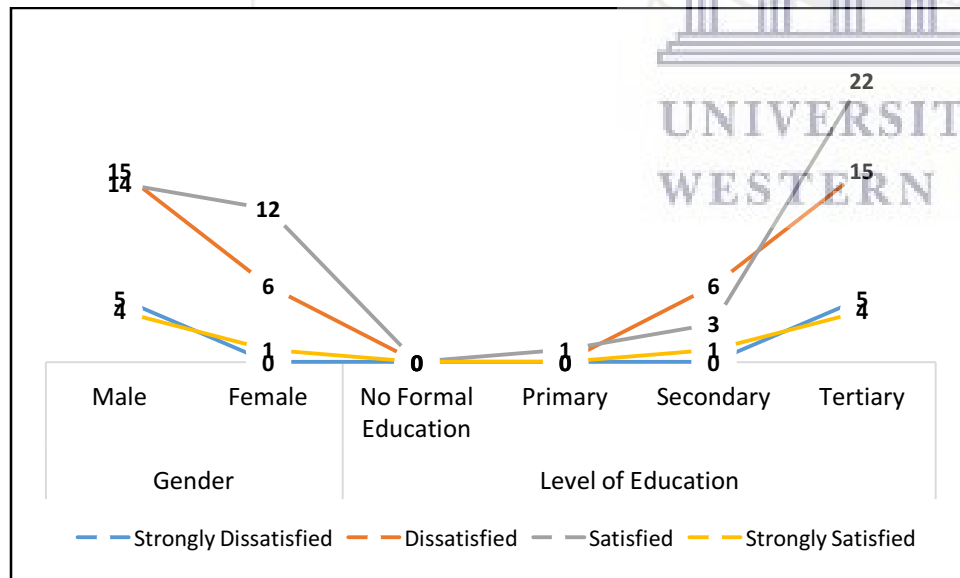 UNIVERSIT
WESTERN
22
15
15
14
12
6
6
5
4
5
4
3
1
1
1
0
0
0
0
Male
Female
No Formal Education
Primary
Secondary
Tertiary
Gender
Level of Education
Strongly Dissatisfied
Dissatisfied
Satisfied
Strongly Satisfied